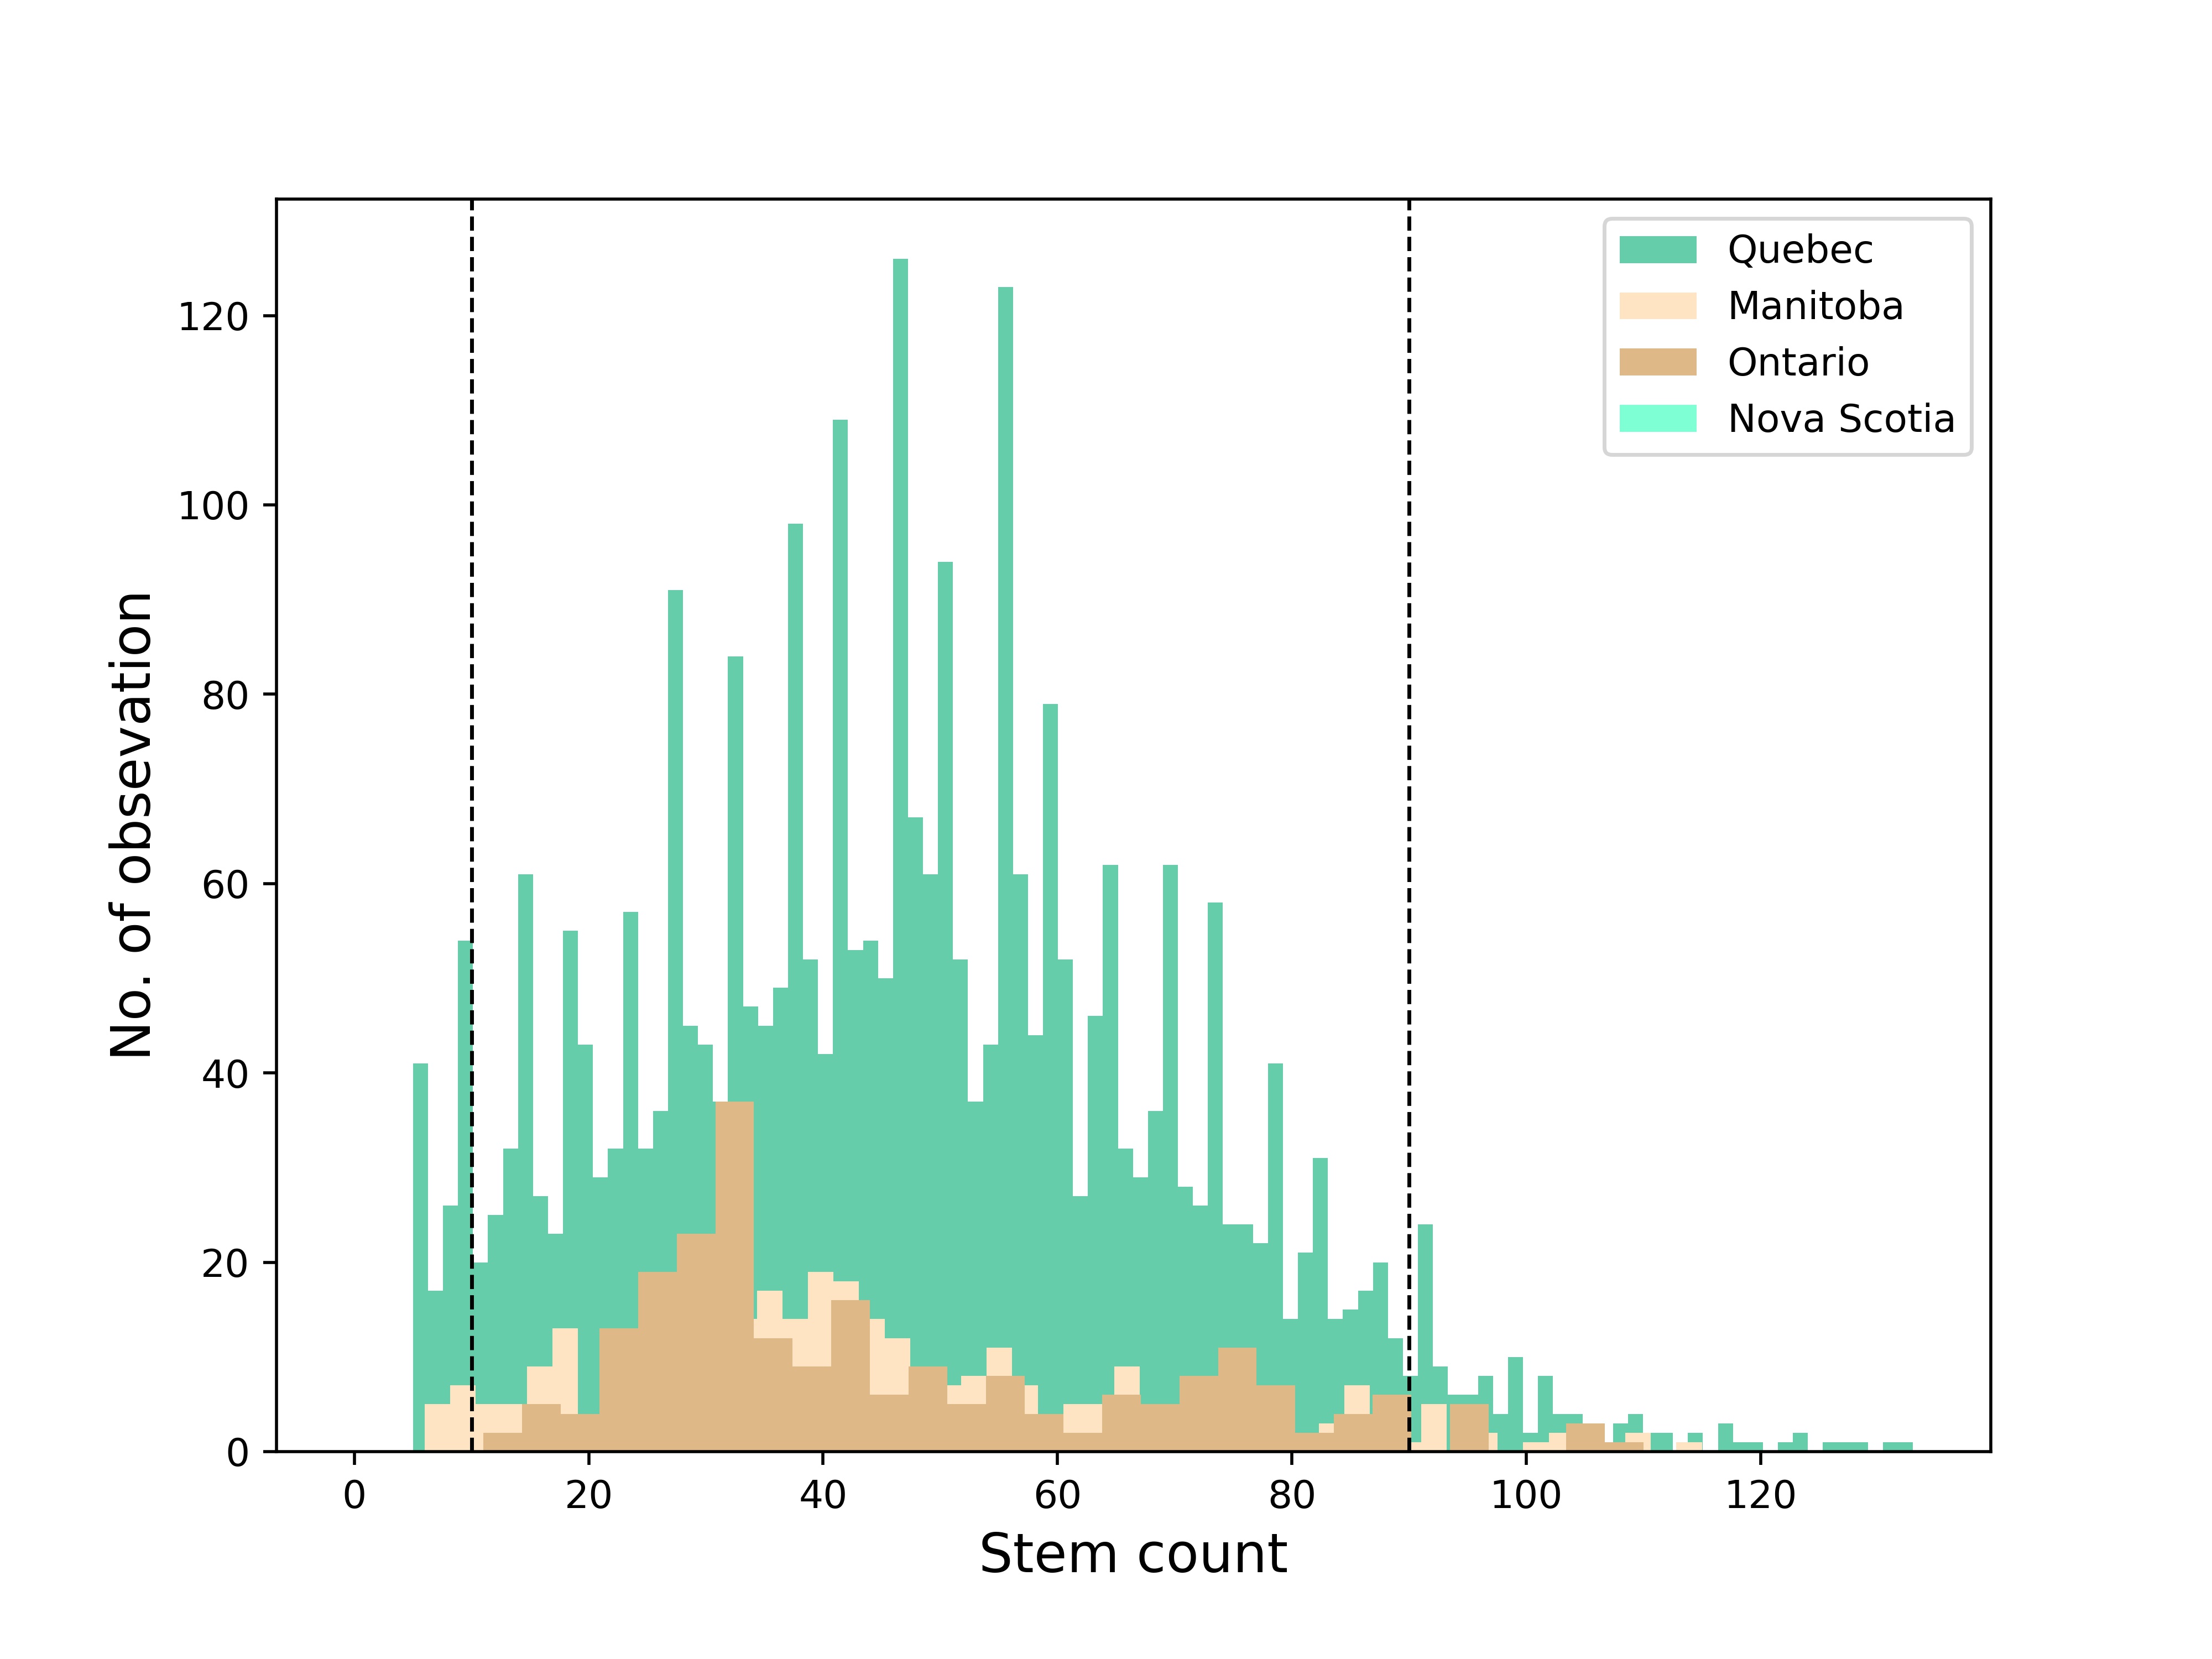 Quebec
Manitoba
Ontario
Nova Scotia
120
100
80
60
40
20
0
No. of obsevation
0 20 40 60 80 100 120
Stem count